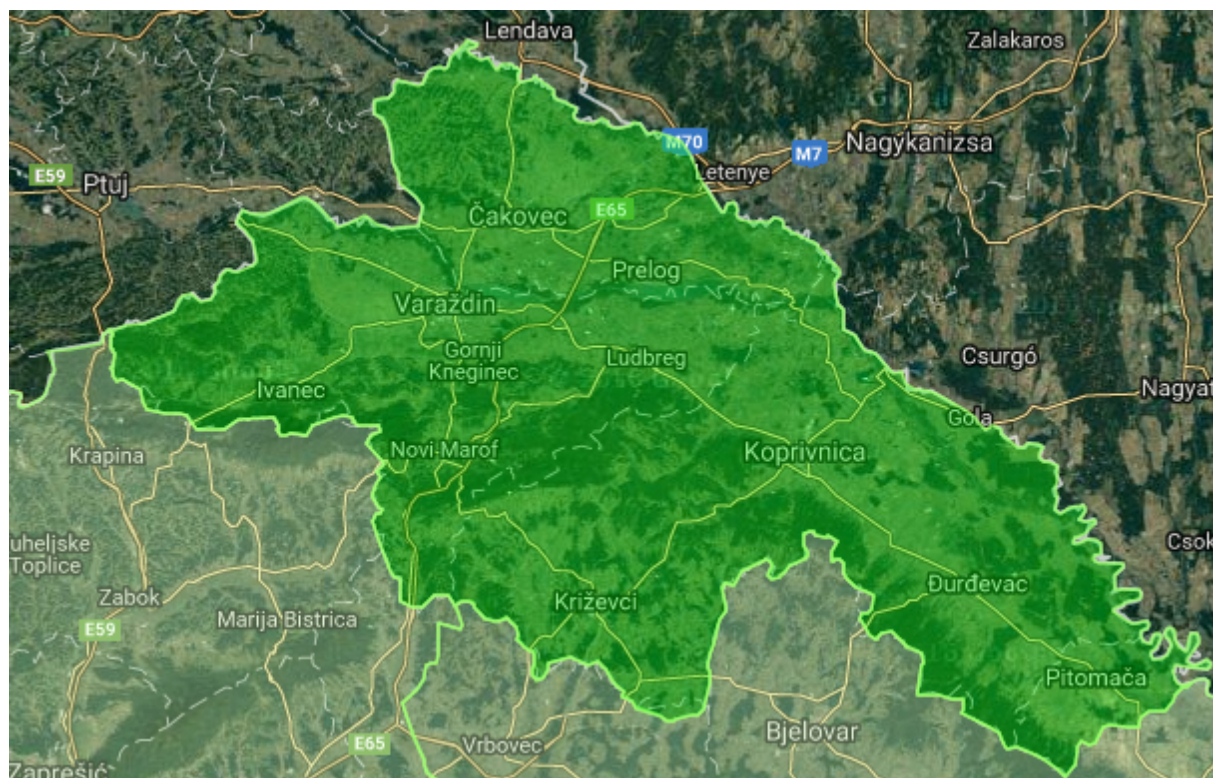 Lendava
Zalakaros
M70
M7
Nagykanizsa
Letenye
E59
Ptuj
Čakovec
E65
Prelog
Varaždin
Gornji
Kneginec
Ludbreg
Csurgó
Ivanec
Nagyat
Gola
Krapina
Novi-Marof
Koprivnica
uheljske
Toplice
Csok
Zabok
Križevci
Đurđevac
Marija Bistrica
E59
Pitomača
E65
Vrbovec
Bjelovar
Zaprešić